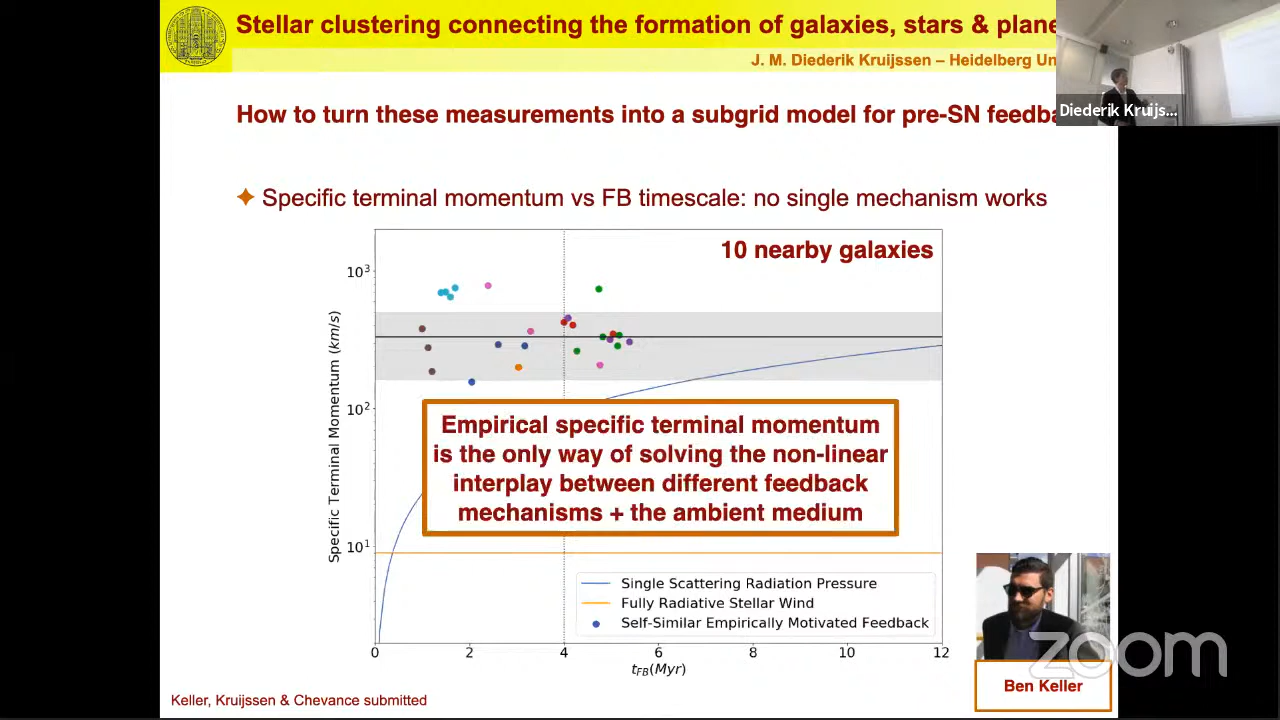 Stellar clustering connecting the formation of galaxies, stars & plane
J. M. Diederik Kruijssen – Heidelberg Un
Diederik Kruijs...
How to turn these measurements into a subgrid model for pre-SN feedba
✦ Specific terminal momentum vs FB timescale: no single mechanism works
10 nearby galaxies
10³
10²
10¹
Specific Terminal Momentum (km/s)
Empirical specific terminal momentum
is the only way of solving the non-linear
interplay between different feedback
mechanisms + the ambient medium
Single Scattering Radiation Pressure
Fully Radiative Stellar Wind
Self-Similar Empirically Motivated Feedback
0 2 4 6 8 10 12
t_FB(Myr)
zoom
Ben Keller
Keller, Kruijssen & Chevance submitted